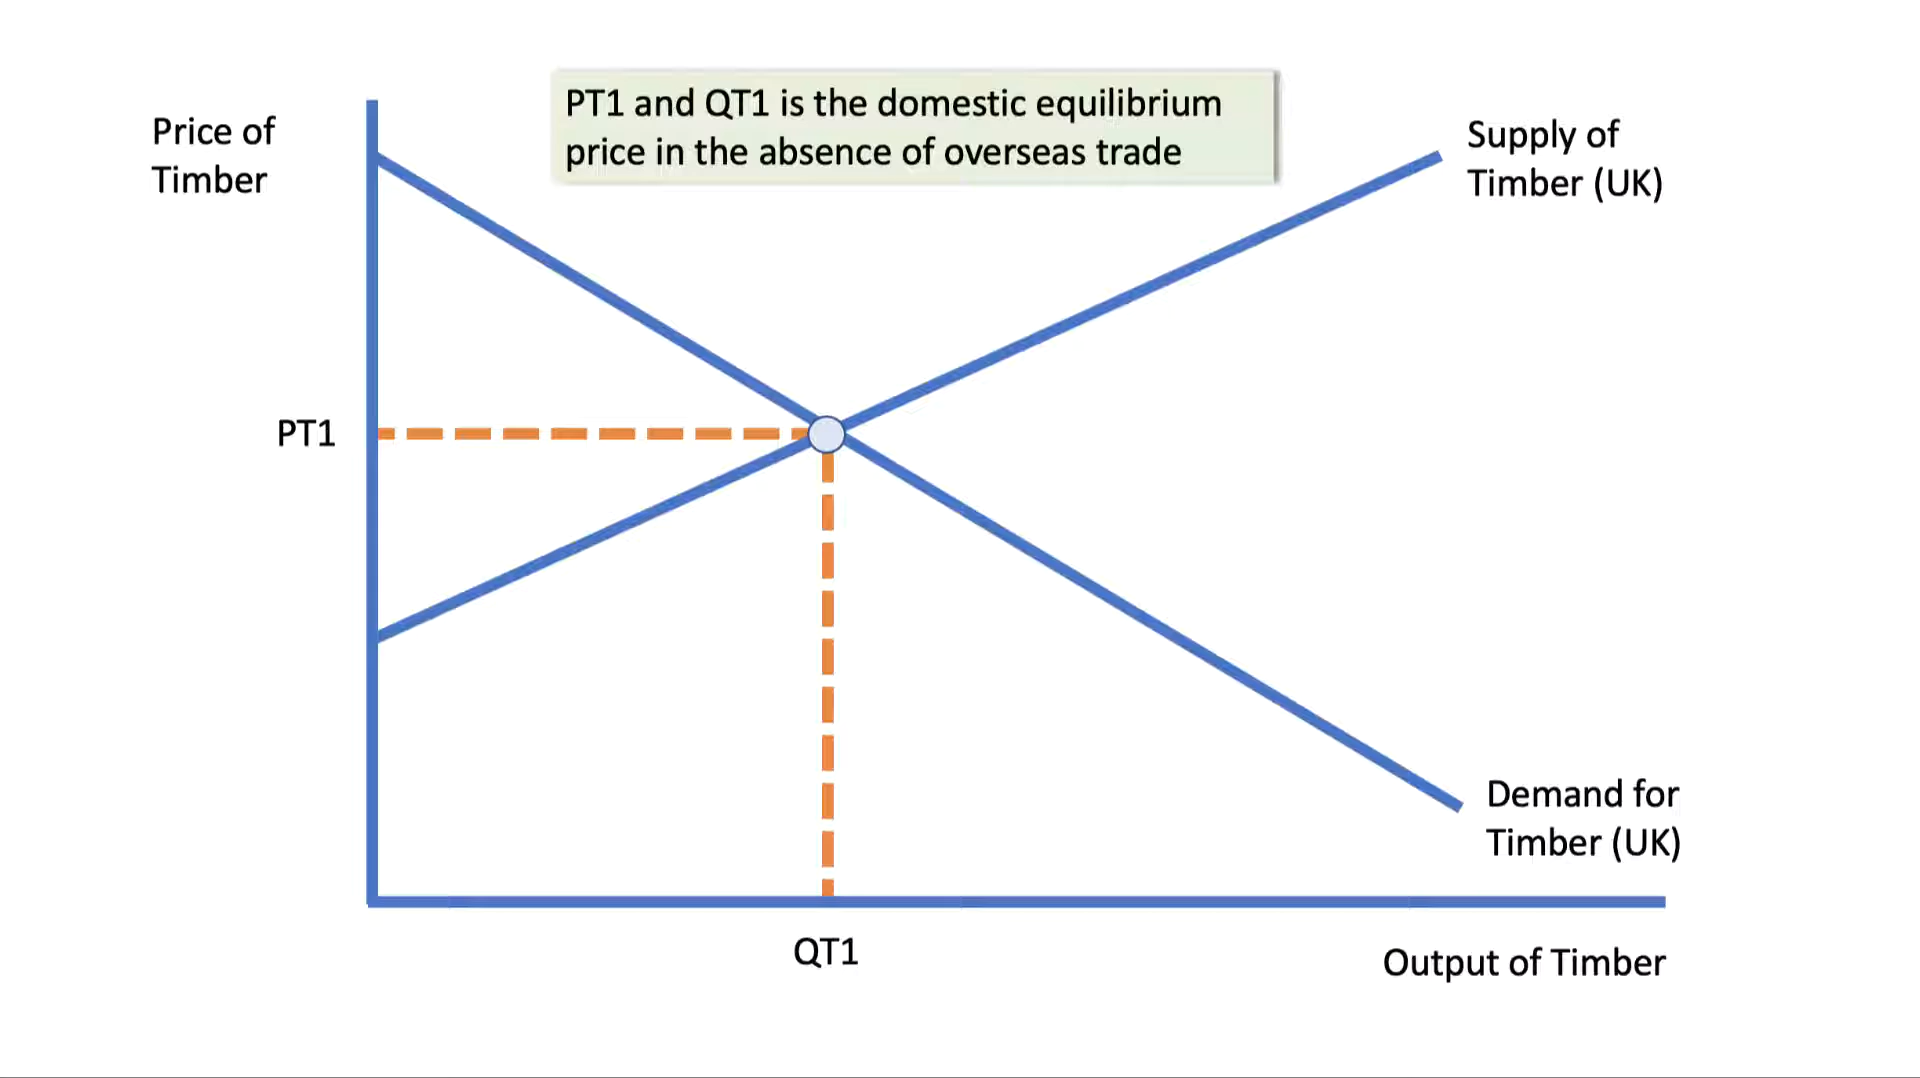 PT1 and QT1 is the domestic equilibrium
price in the absence of overseas trade
Price of
Timber
Supply of
Timber (UK)
PT1
Demand for
Timber (UK)
QT1
Output of Timber